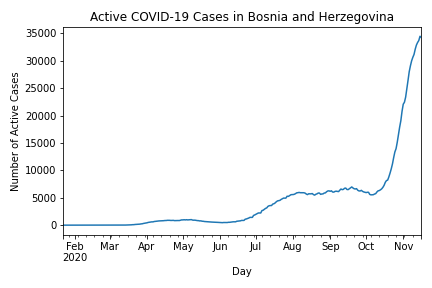 Active COVID-19 Cases in Bosnia and Herzegovina
35000
30000
25000
20000
15000
10000
5000
0
Number of Active Cases
Feb Mar Apr May Jun Jul Aug Sep Oct Nov
2020
Day